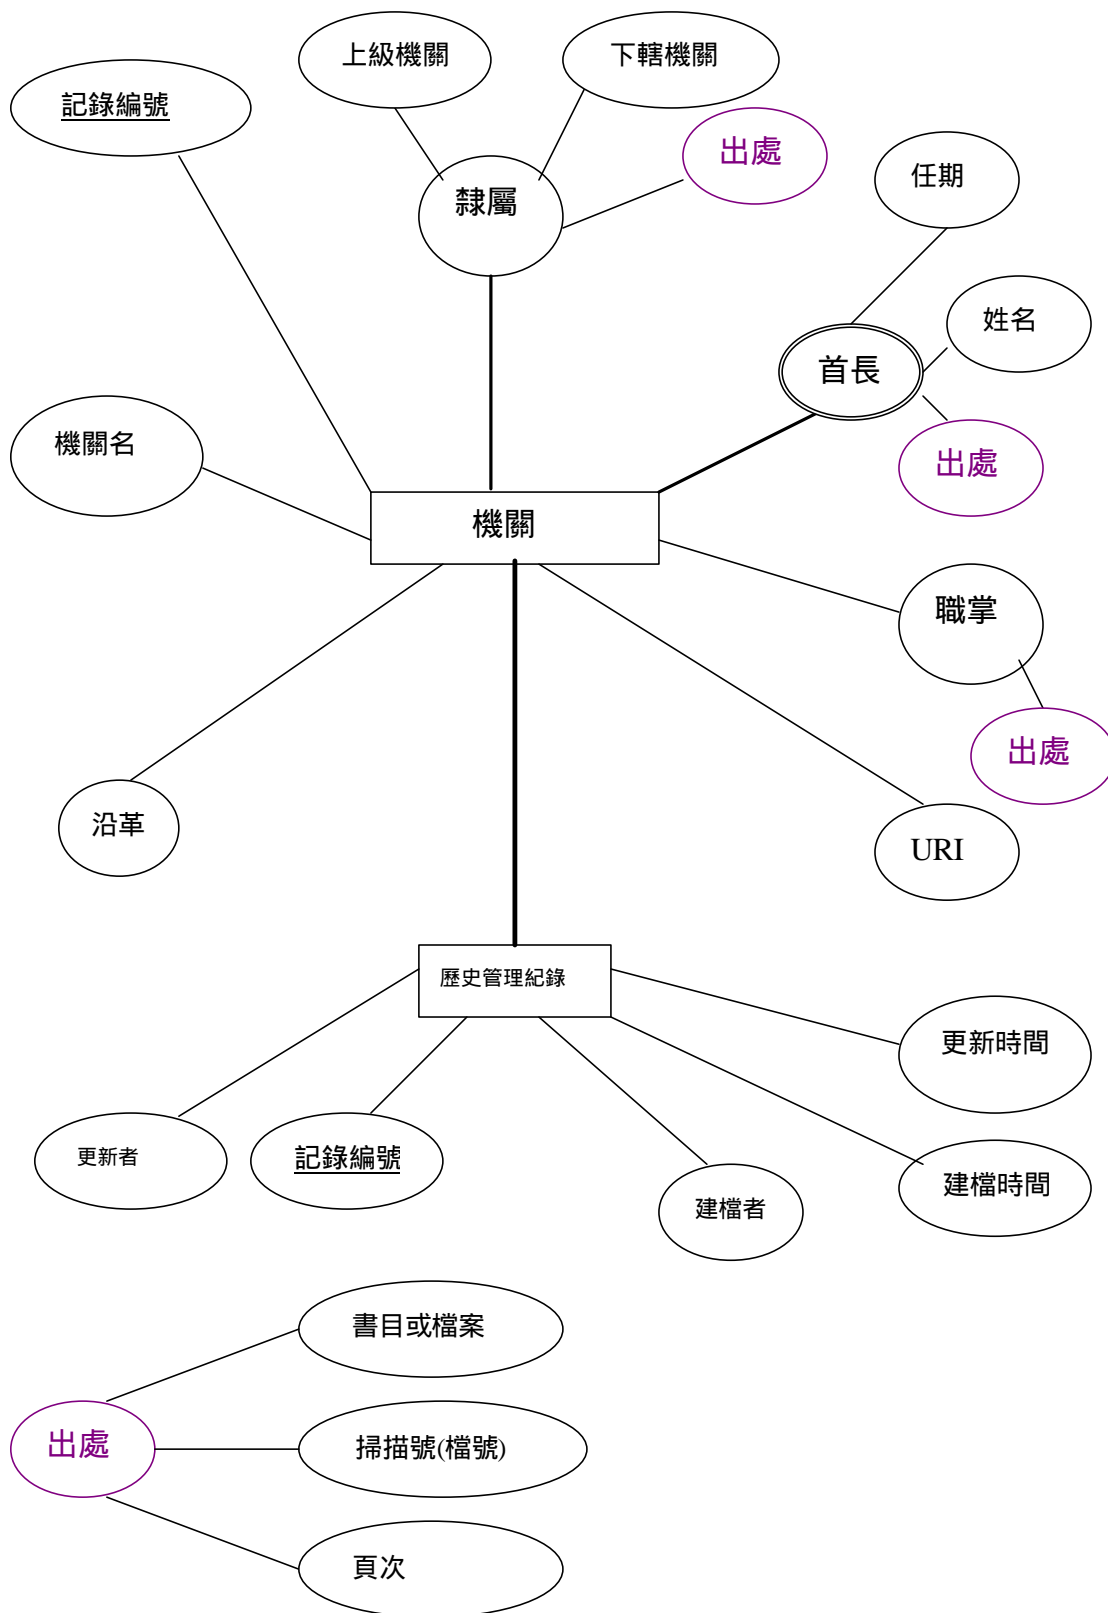 上級機關
下轄機關
記錄編號
出處
任期
隸屬
姓名
首長
機關名
出處
機關
職掌
出處
沿革
URI
歷史管理紀錄
更新時間
更新者
記錄編號
建檔時間
建檔者
書目或檔案
出處
掃描號(檔號)
頁次